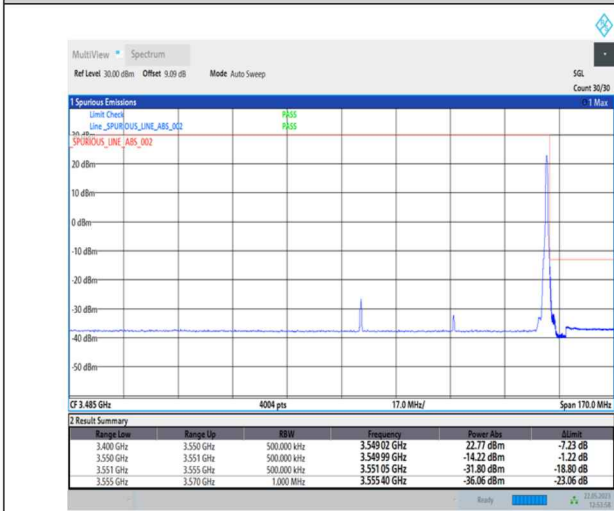 MultiView Spectrum
Ref Level 30.00 dBm Offset 9.09 dB Mode Auto Sweep SGL
Count 30/30
1 Spurious Emissions 1 Max
Limit Check PASS
Line _SPURIOUS_LINE_ABS_002 PASS
30 dBm
SPURIOUS_LINE_ABS_002
20 dBm
10 dBm
0 dBm
-10 dBm
-20 dBm
-30 dBm
-40 dBm
-50 dBm
CF 3.485 GHz 4004 pts 17.0 MHz/ Span 170.0 MHz
2 Result Summary
Range Low Range Up RBW Frequency Power Abs ΔLimit
3.400 GHz 3.550 GHz 500.000 kHz 3.54902 GHz 22.77 dBm -7.23 dB
3.550 GHz 3.551 GHz 500.000 kHz 3.54999 GHz -14.22 dBm -1.22 dB
3.551 GHz 3.555 GHz 500.000 kHz 3.55105 GHz -31.80 dBm -18.80 dB
3.555 GHz 3.570 GHz 1.000 MHz 3.55540 GHz -36.06 dBm -23.06 dB
Ready 22.05.2025